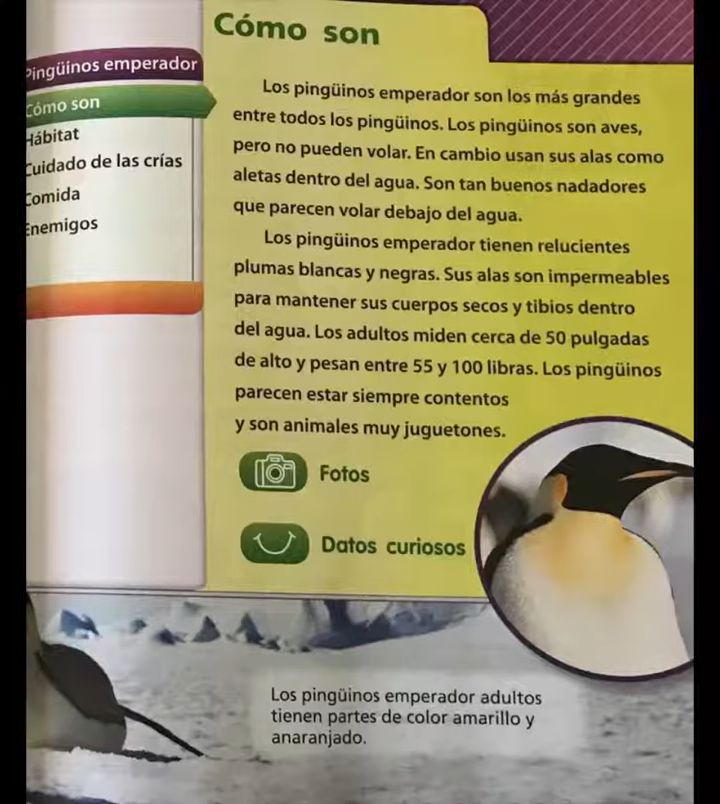 Cómo son
Pingüinos emperador
Cómo son
Hábitat
Cuidado de las crías
Comida
Enemigos
Los pingüinos emperador son los más grandes
entre todos los pingüinos. Los pingüinos son aves,
pero no pueden volar. En cambio usan sus alas como
aletas dentro del agua. Son tan buenos nadadores
que parecen volar debajo del agua.
Los pingüinos emperador tienen relucientes
plumas blancas y negras. Sus alas son impermeables
para mantener sus cuerpos secos y tibios dentro
del agua. Los adultos miden cerca de 50 pulgadas
de alto y pesan entre 55 y 100 libras. Los pingüinos
parecen estar siempre contentos
y son animales muy juguetones.
Fotos
Datos curiosos
Los pingüinos emperador adultos
tienen partes de color amarillo y
anaranjado.